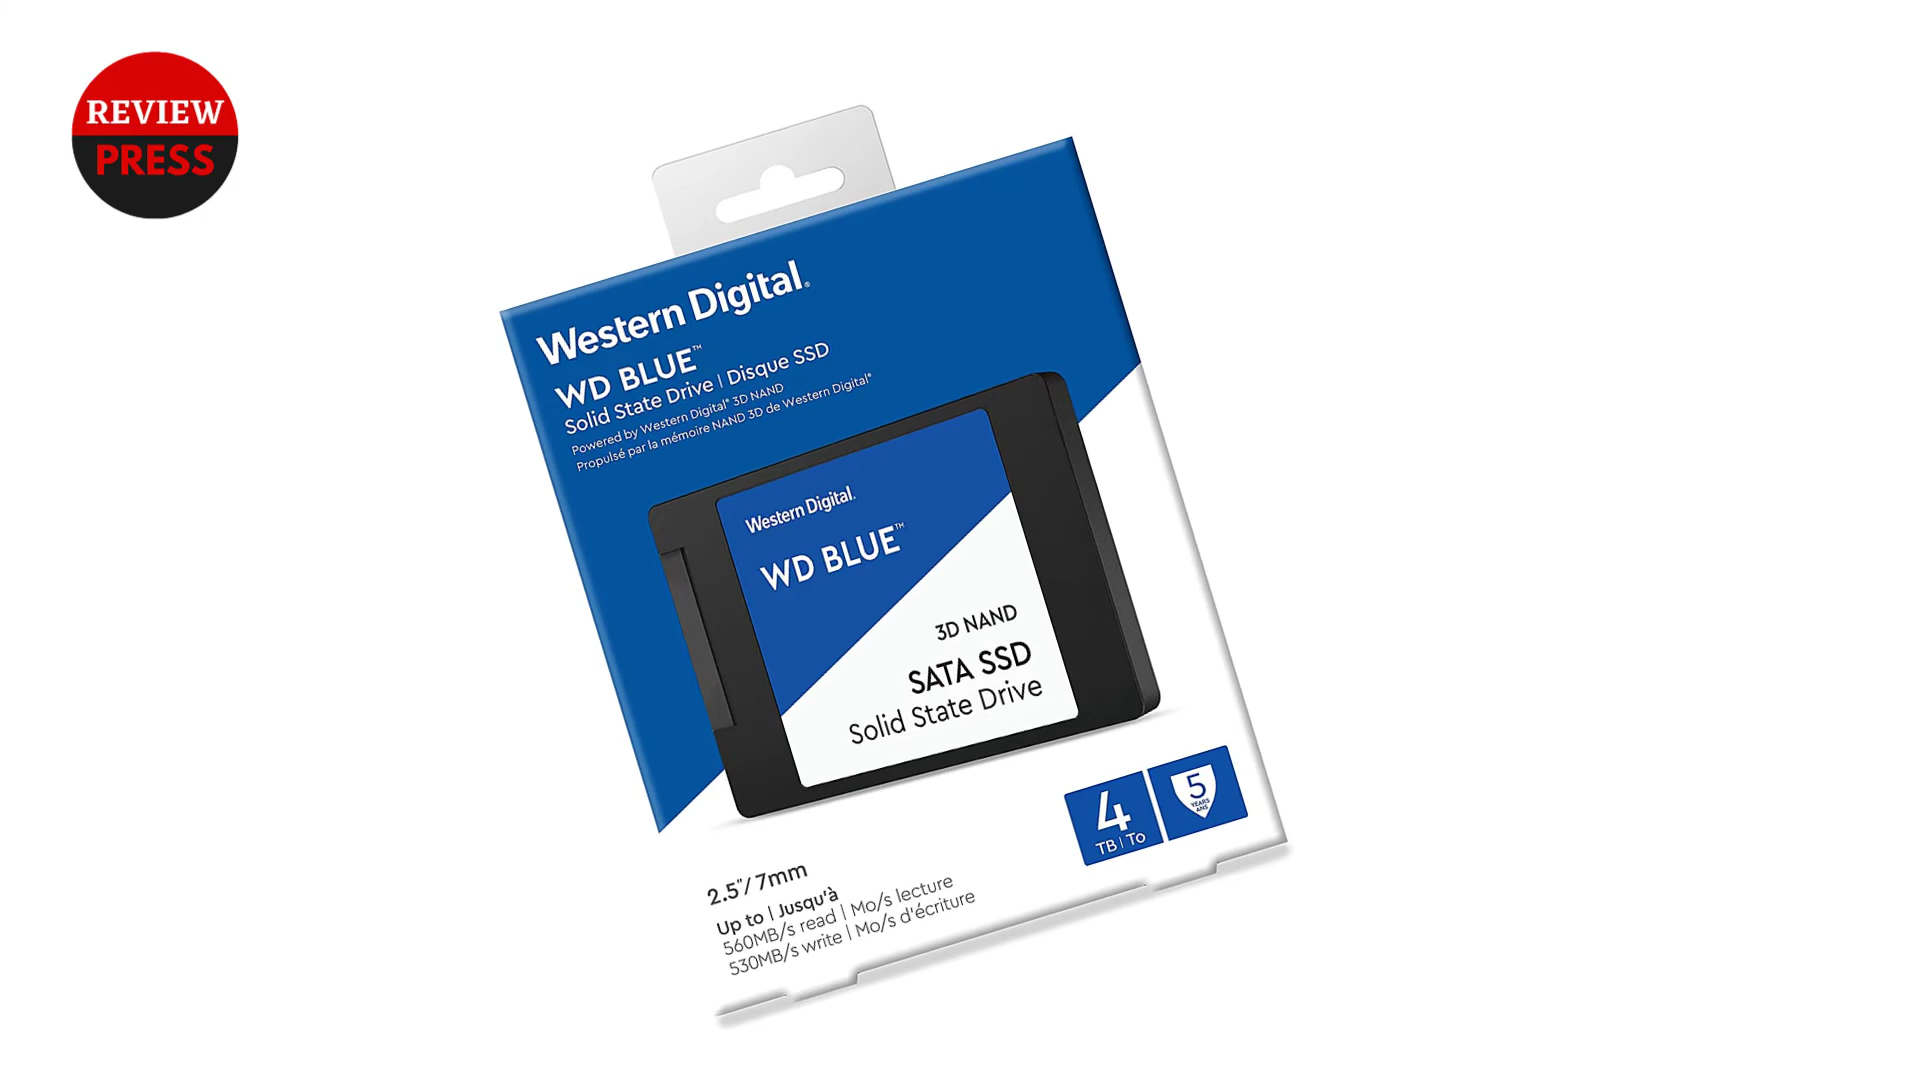 REVIEW
PRESS
Western Digital®
WD BLUE™
Solid State Drive | Disque SSD
Powered by Western Digital® 3D NAND
Propulsé par la mémoire NAND 3D de Western Digital®
Western Digital®
WD BLUE™
3D NAND
SATA SSD
Solid State Drive
4
TB | To
5
YEARS
ANS
2.5"/7mm
Up to | Jusqu'à
560MB/s read | Mo/s lecture
530MB/s write | Mo/s d'écriture